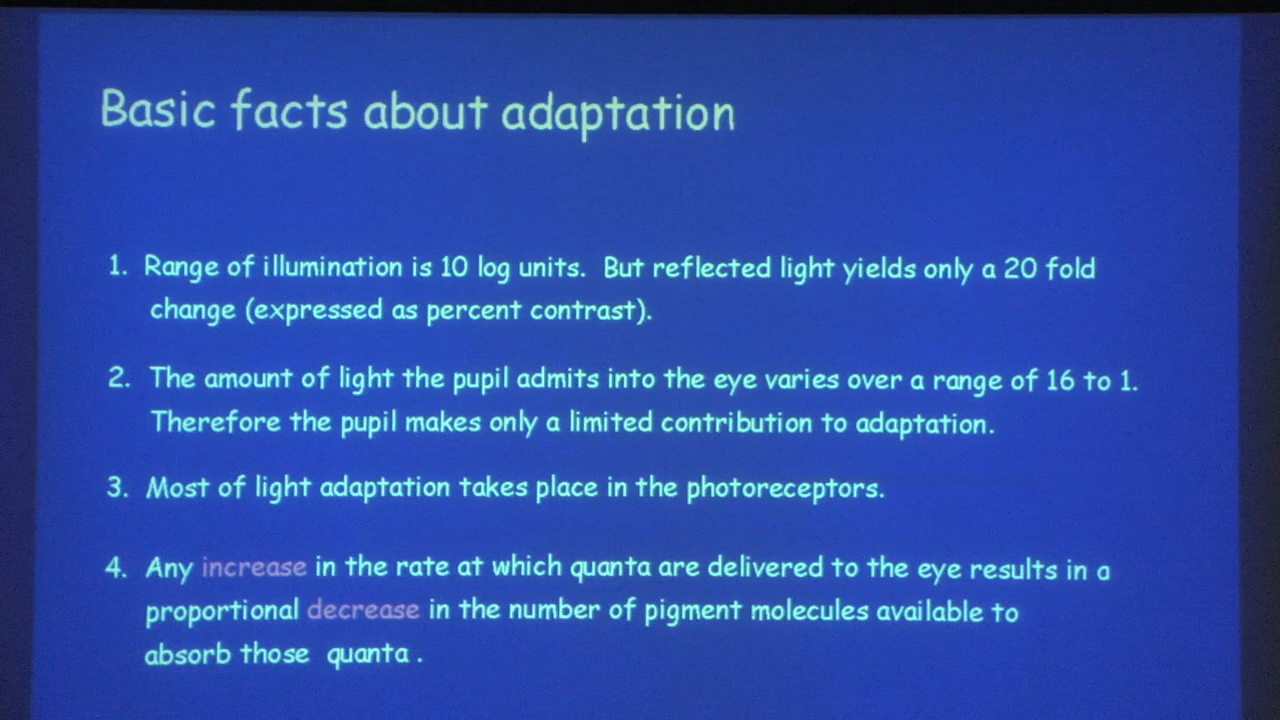 Basic facts about adaptation
1. Range of illumination is 10 log units. But reflected light yields only a 20 fold
change (expressed as percent contrast).
2. The amount of light the pupil admits into the eye varies over a range of 16 to 1.
Therefore the pupil makes only a limited contribution to adaptation.
3. Most of light adaptation takes place in the photoreceptors.
4. Any increase in the rate at which quanta are delivered to the eye results in a
proportional decrease in the number of pigment molecules available to
absorb those quanta .